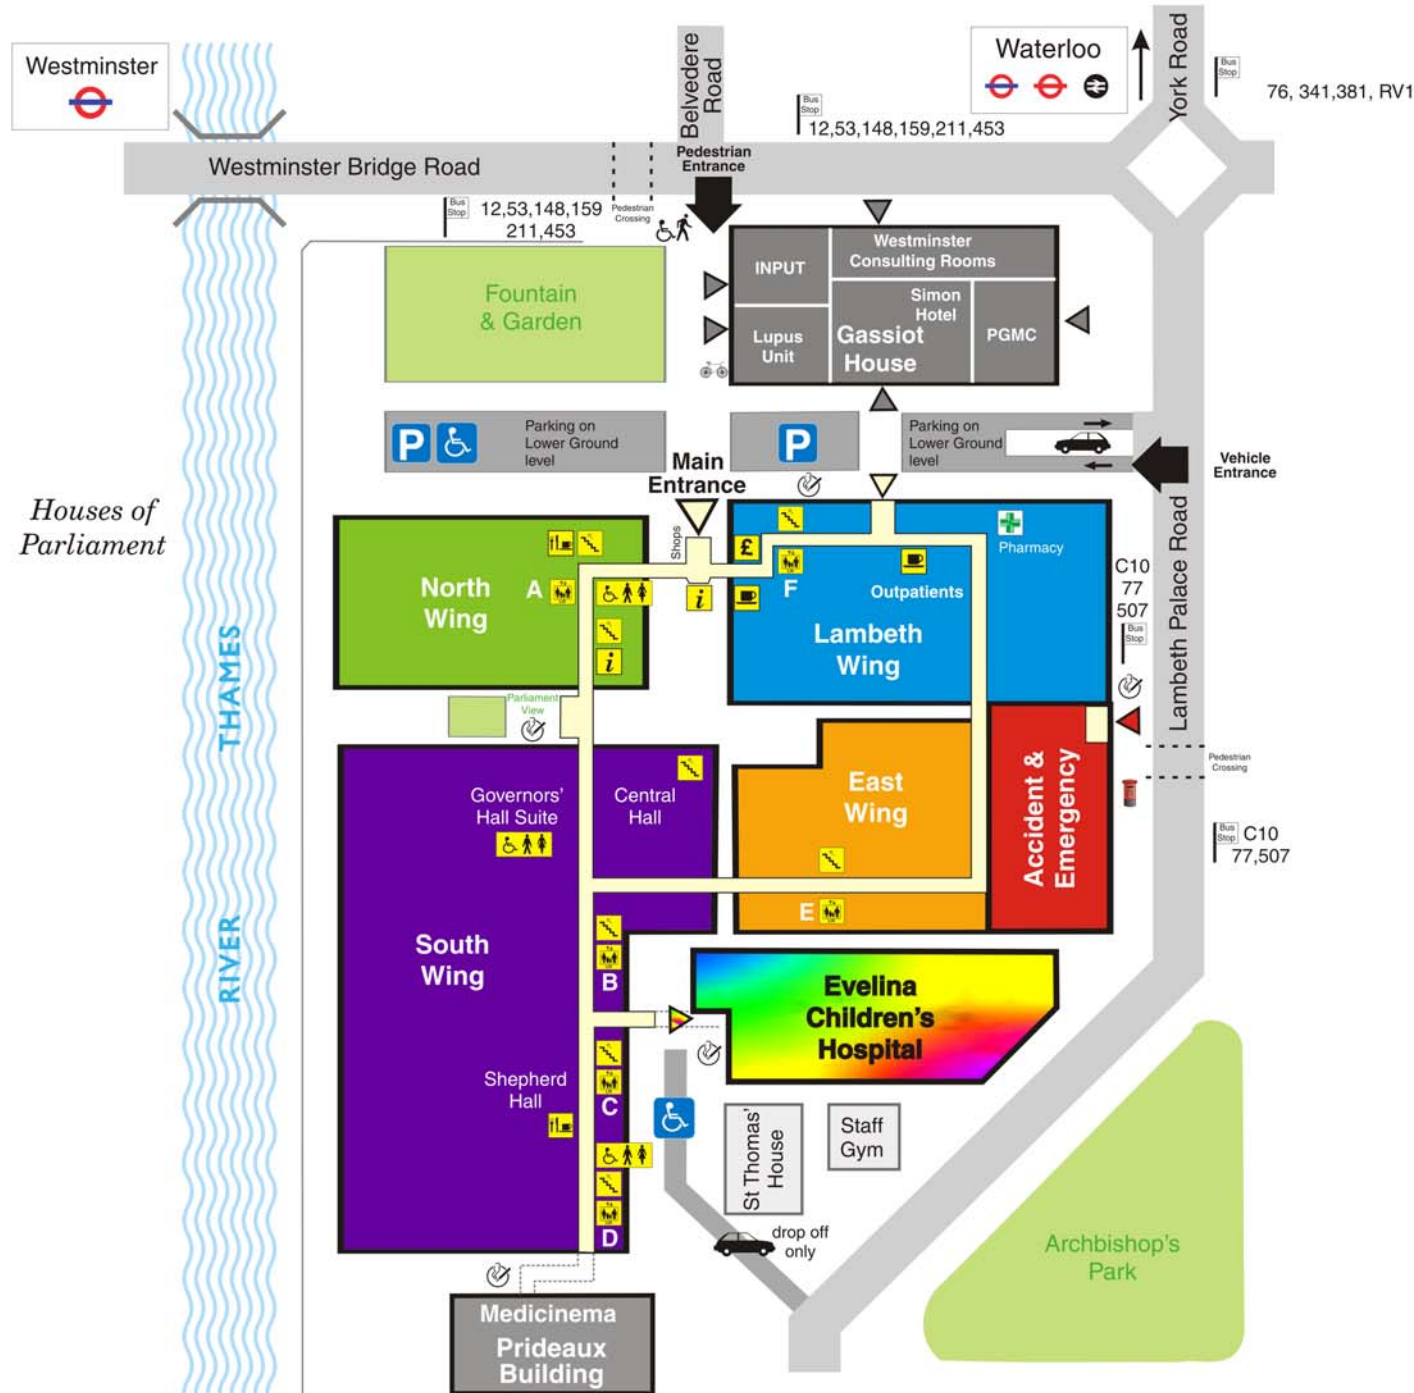 Westminster
Belvedere
Road
Waterloo
York Road
Bus
Stop
76, 341,381, RV1
Bus
Stop
12,53,148,159,211,453
Westminster Bridge Road
Pedestrian
Entrance
Bus
Stop
12,53,148,159
211,453
Pedestrian
Crossing
Fountain
& Garden
INPUT
Westminster
Consulting Rooms
Simon
Hotel
Lupus
Unit
Gassiot
House
PGMC
P
Parking on
Lower Ground
level
P
Parking on
Lower Ground
level
Vehicle
Entrance
Main
Entrance
Houses of
Parliament
Shops
£
Pharmacy
Lambeth Palace Road
C10
77
507
Bus
Stop
North
Wing
A
i
i
F
Outpatients
Lambeth
Wing
RIVER THAMES
Parliament
View
Accident &
Emergency
Pedestrian
Crossing
Governors'
Hall Suite
Central
Hall
East
Wing
Bus
Stop
C10
77,507
E
South
Wing
B
Evelina
Children's
Hospital
Shepherd
Hall
C
St Thomas'
House
Staff
Gym
D
drop off
only
Archbishop's
Park
Medicinema
Prideaux
Building